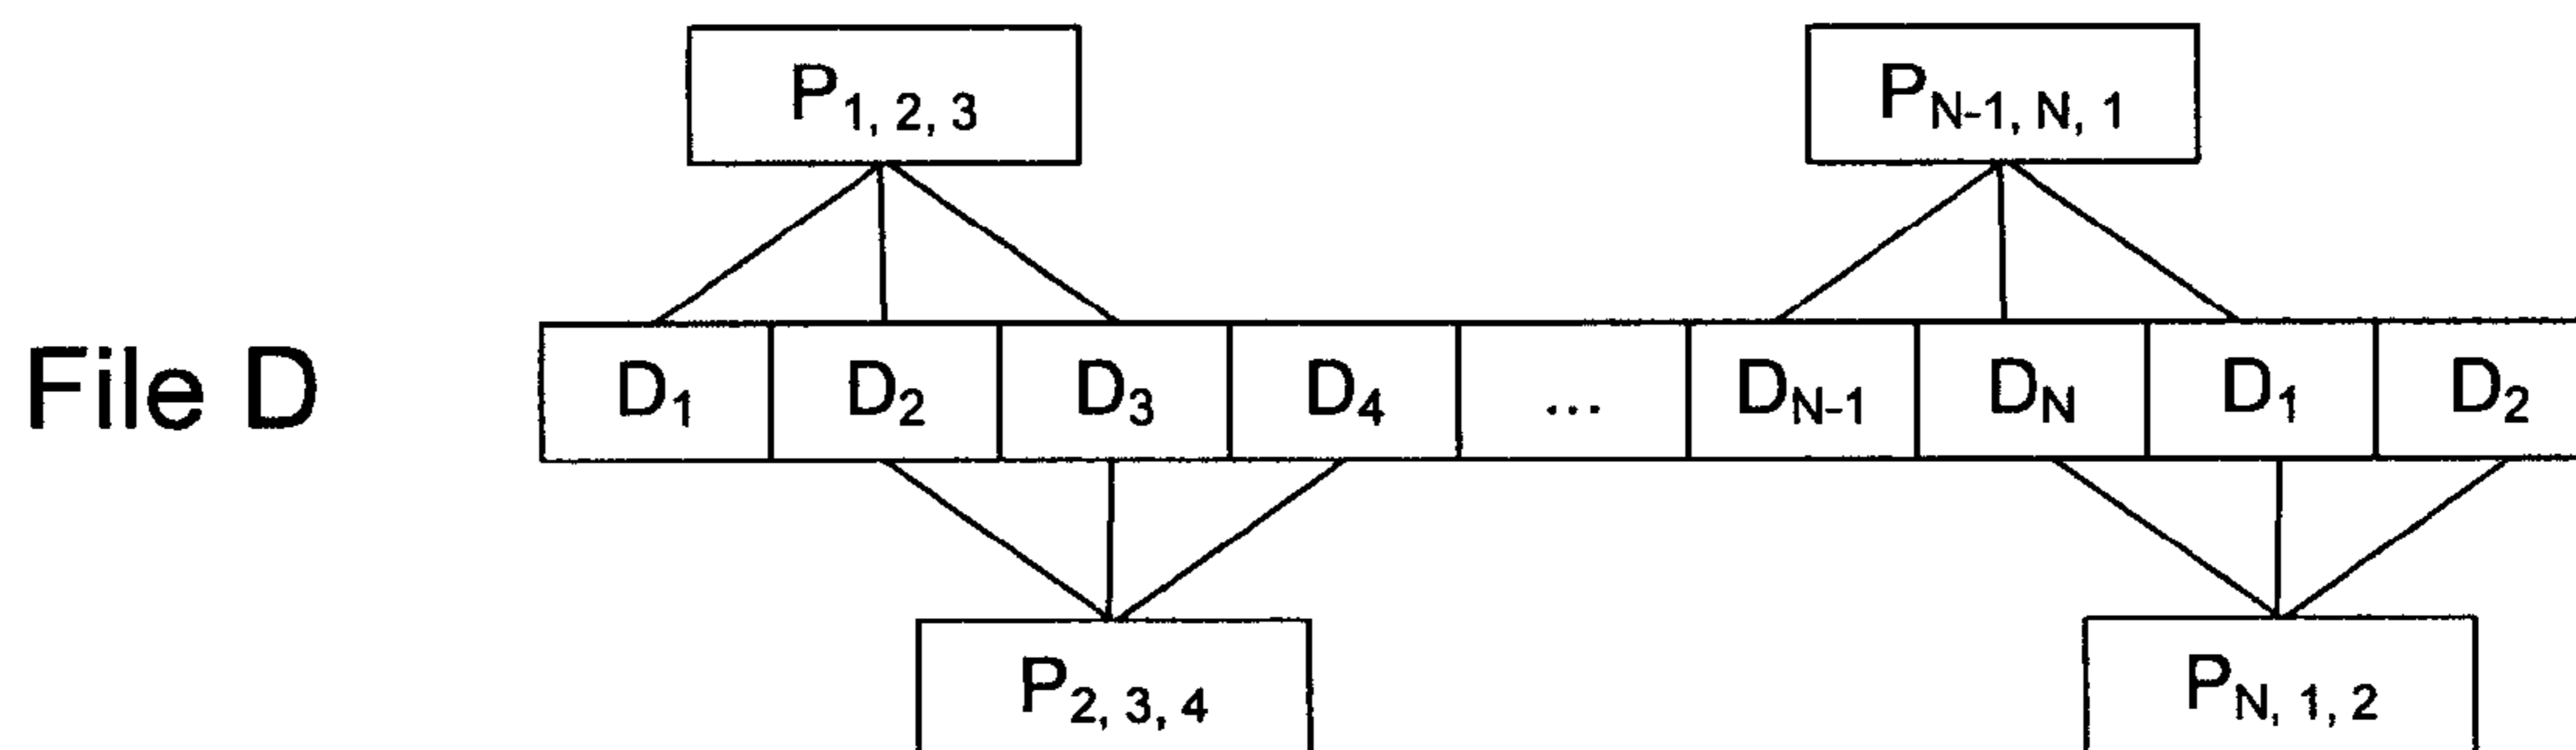 P1, 2, 3 PN-1, N, 1
File D D1 D2 D3 D4 ... DN-1 DN D1 D2
P2, 3, 4 PN, 1, 2